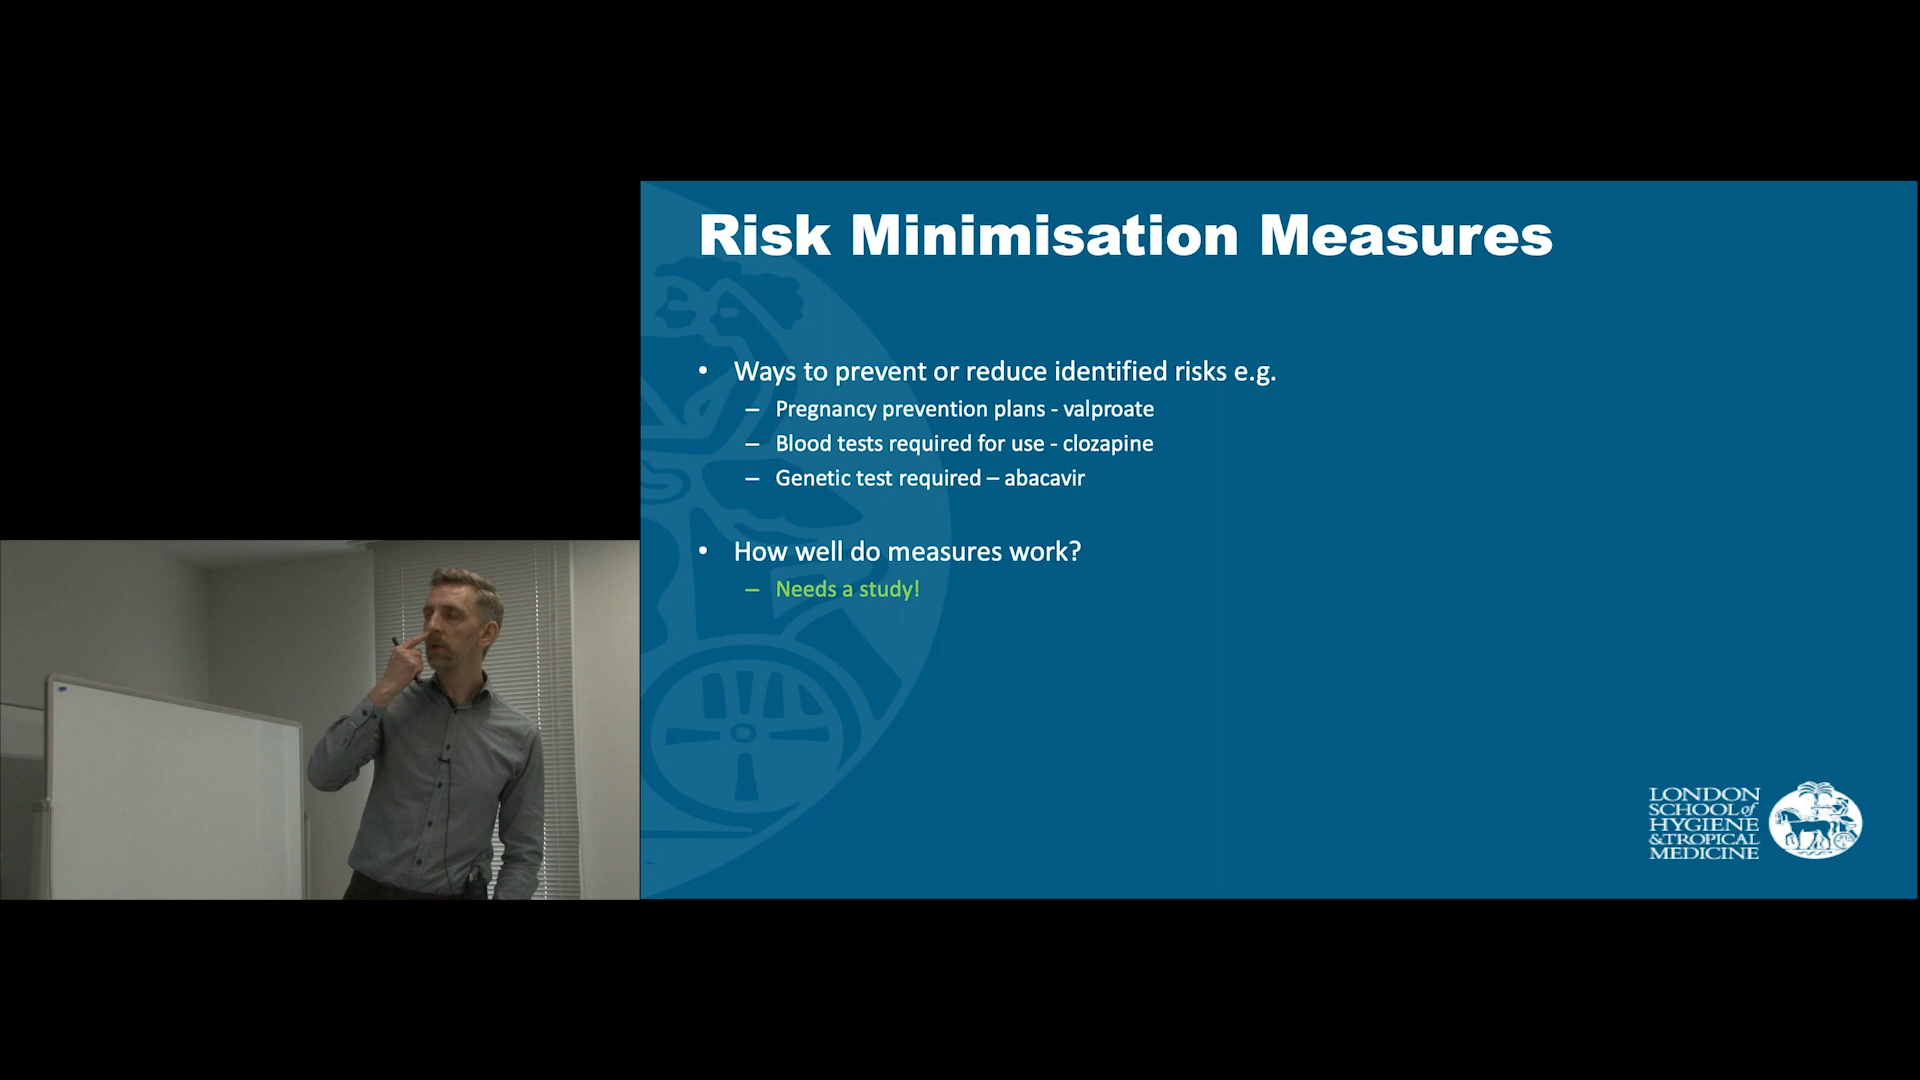 Risk Minimisation Measures
• Ways to prevent or reduce identified risks e.g.
– Pregnancy prevention plans - valproate
– Blood tests required for use - clozapine
– Genetic test required – abacavir
• How well do measures work?
– Needs a study!
LONDON
SCHOOL of
HYGIENE
& TROPICAL
MEDICINE